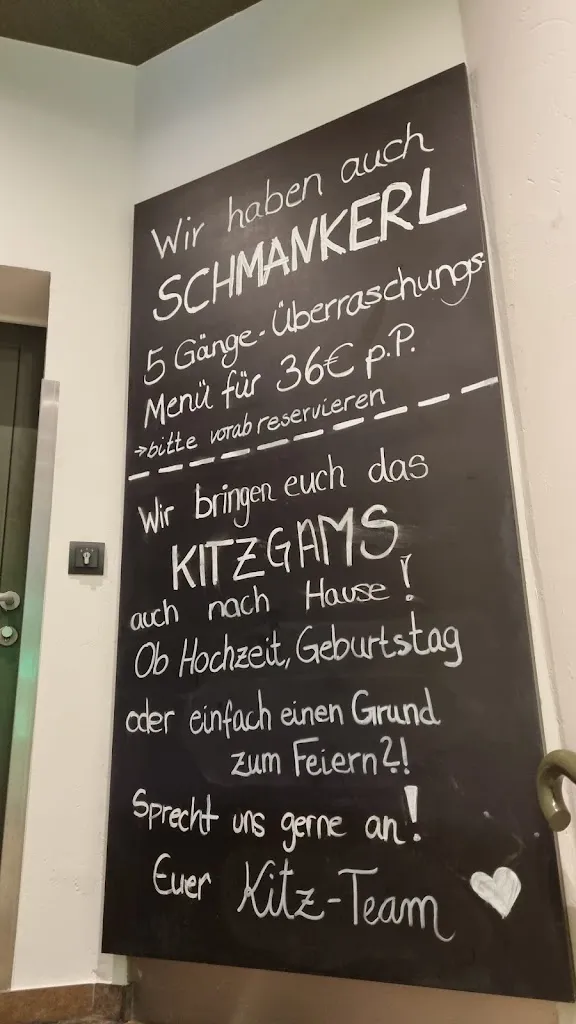 Wir haben auch
SCHMANKERL
5 Gänge-Überraschungs-
Menü für 36€ p.P.
→bitte vorab reservieren
Wir bringen euch das
KITZGAMS
auch nach Hause!
Ob Hochzeit, Geburtstag
oder einfach einen Grund
zum Feiern?!
Sprecht uns gerne an!
Euer Kitz-Team